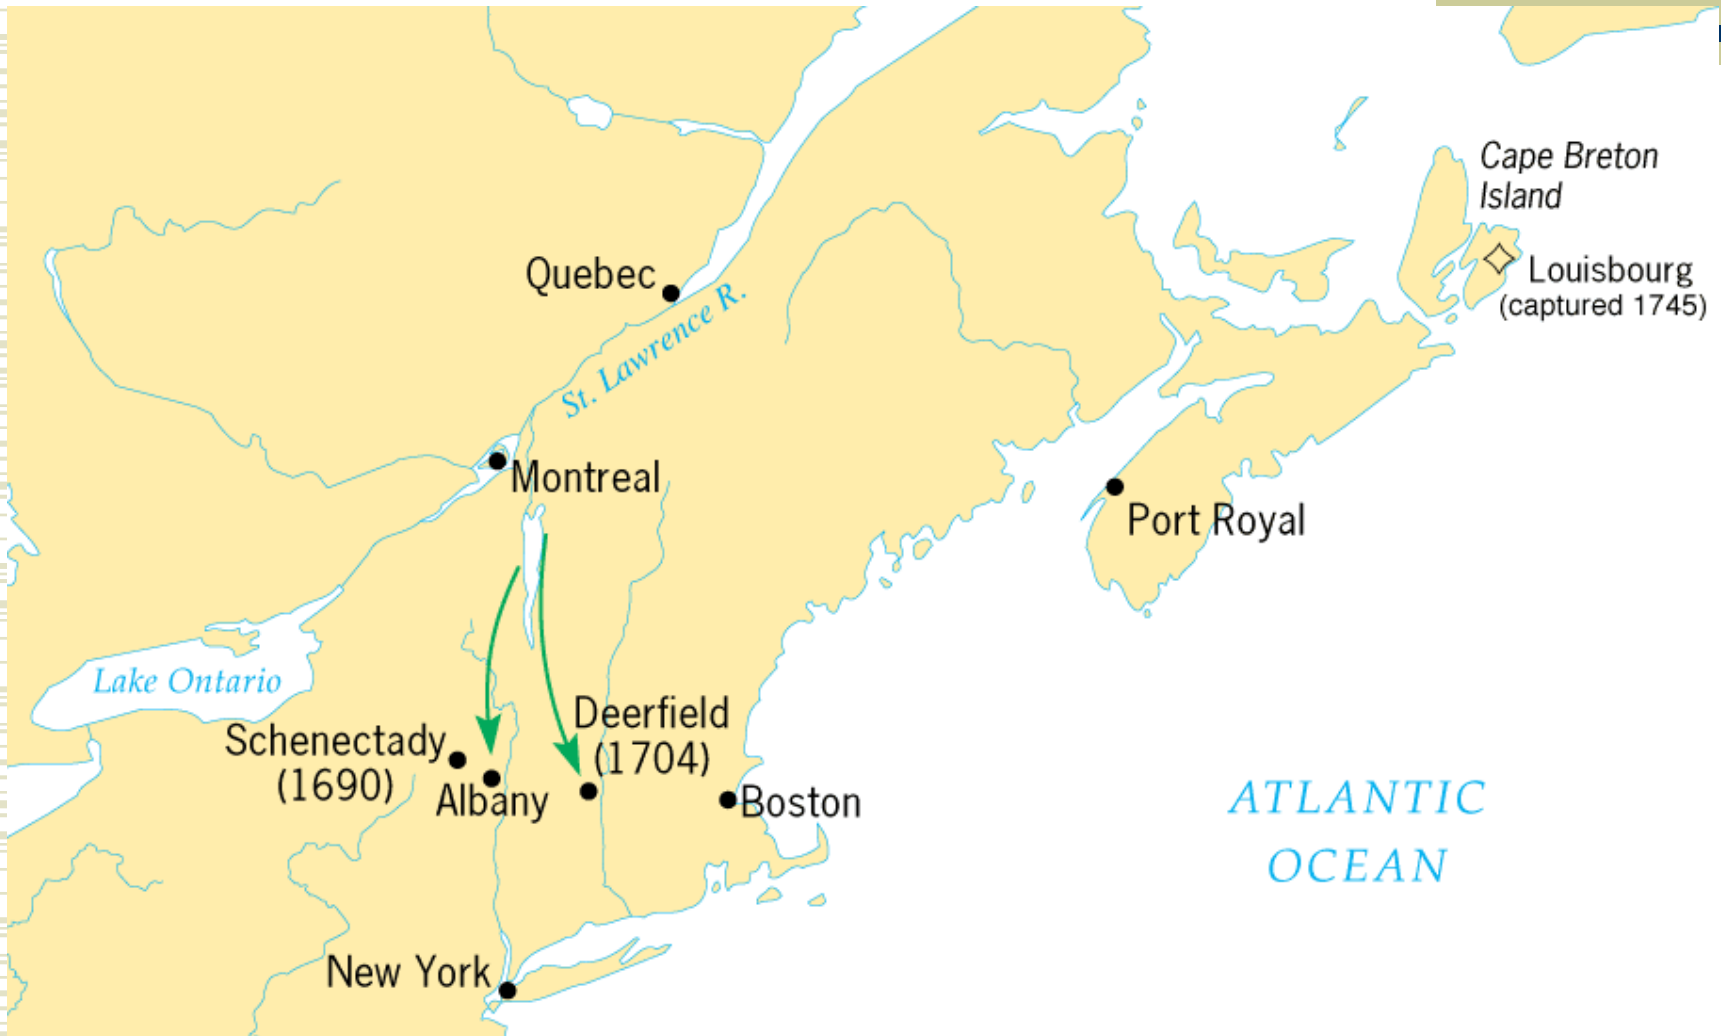 Cape Breton
Island
Quebec
Louisbourg
(captured 1745)
St. Lawrence R.
Montreal
Port Royal
Lake Ontario
Schenectady
(1690)
Deerfield
(1704)
Albany
Boston
ATLANTIC
OCEAN
New York